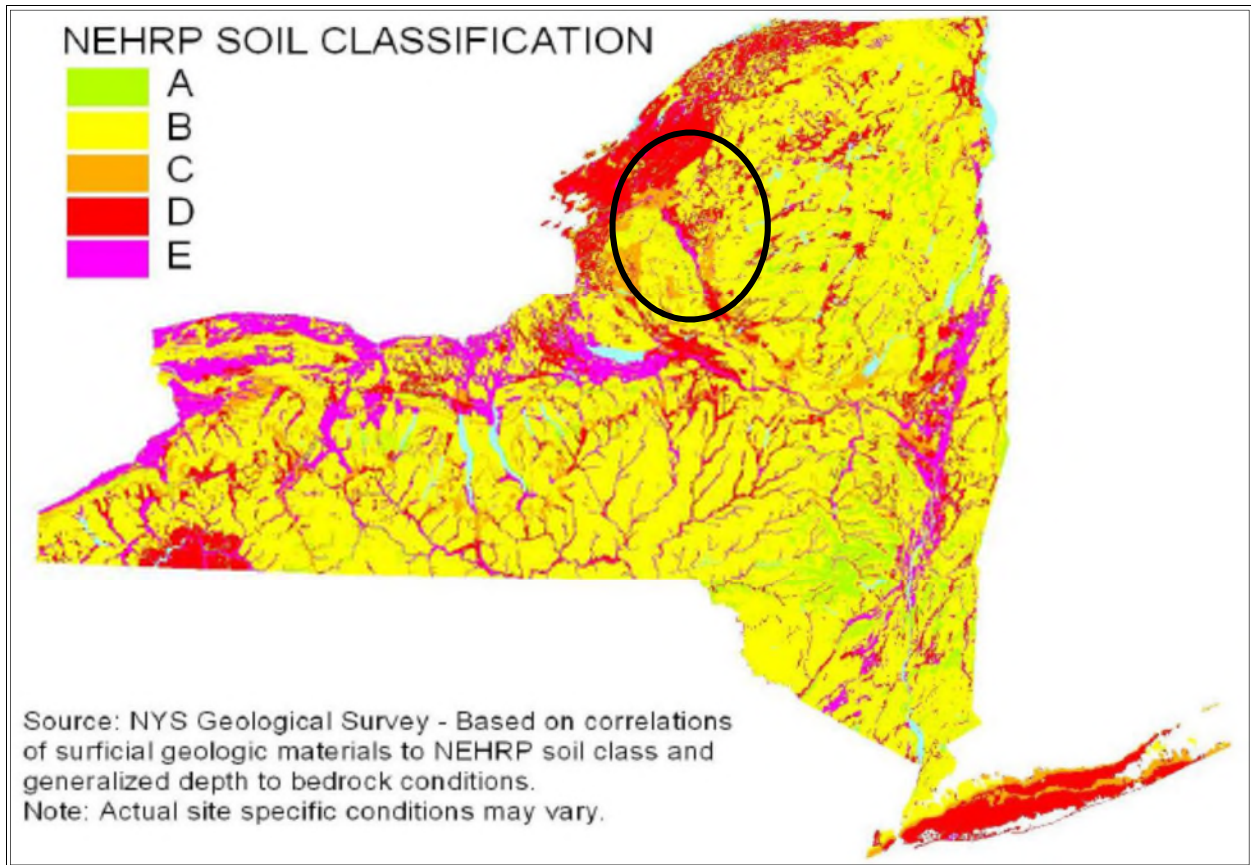 NEHRP SOIL CLASSIFICATION
A
B
C
D
E
Source: NYS Geological Survey - Based on correlations
of surficial geologic materials to NEHRP soil class and
generalized depth to bedrock conditions.
Note: Actual site specific conditions may vary.